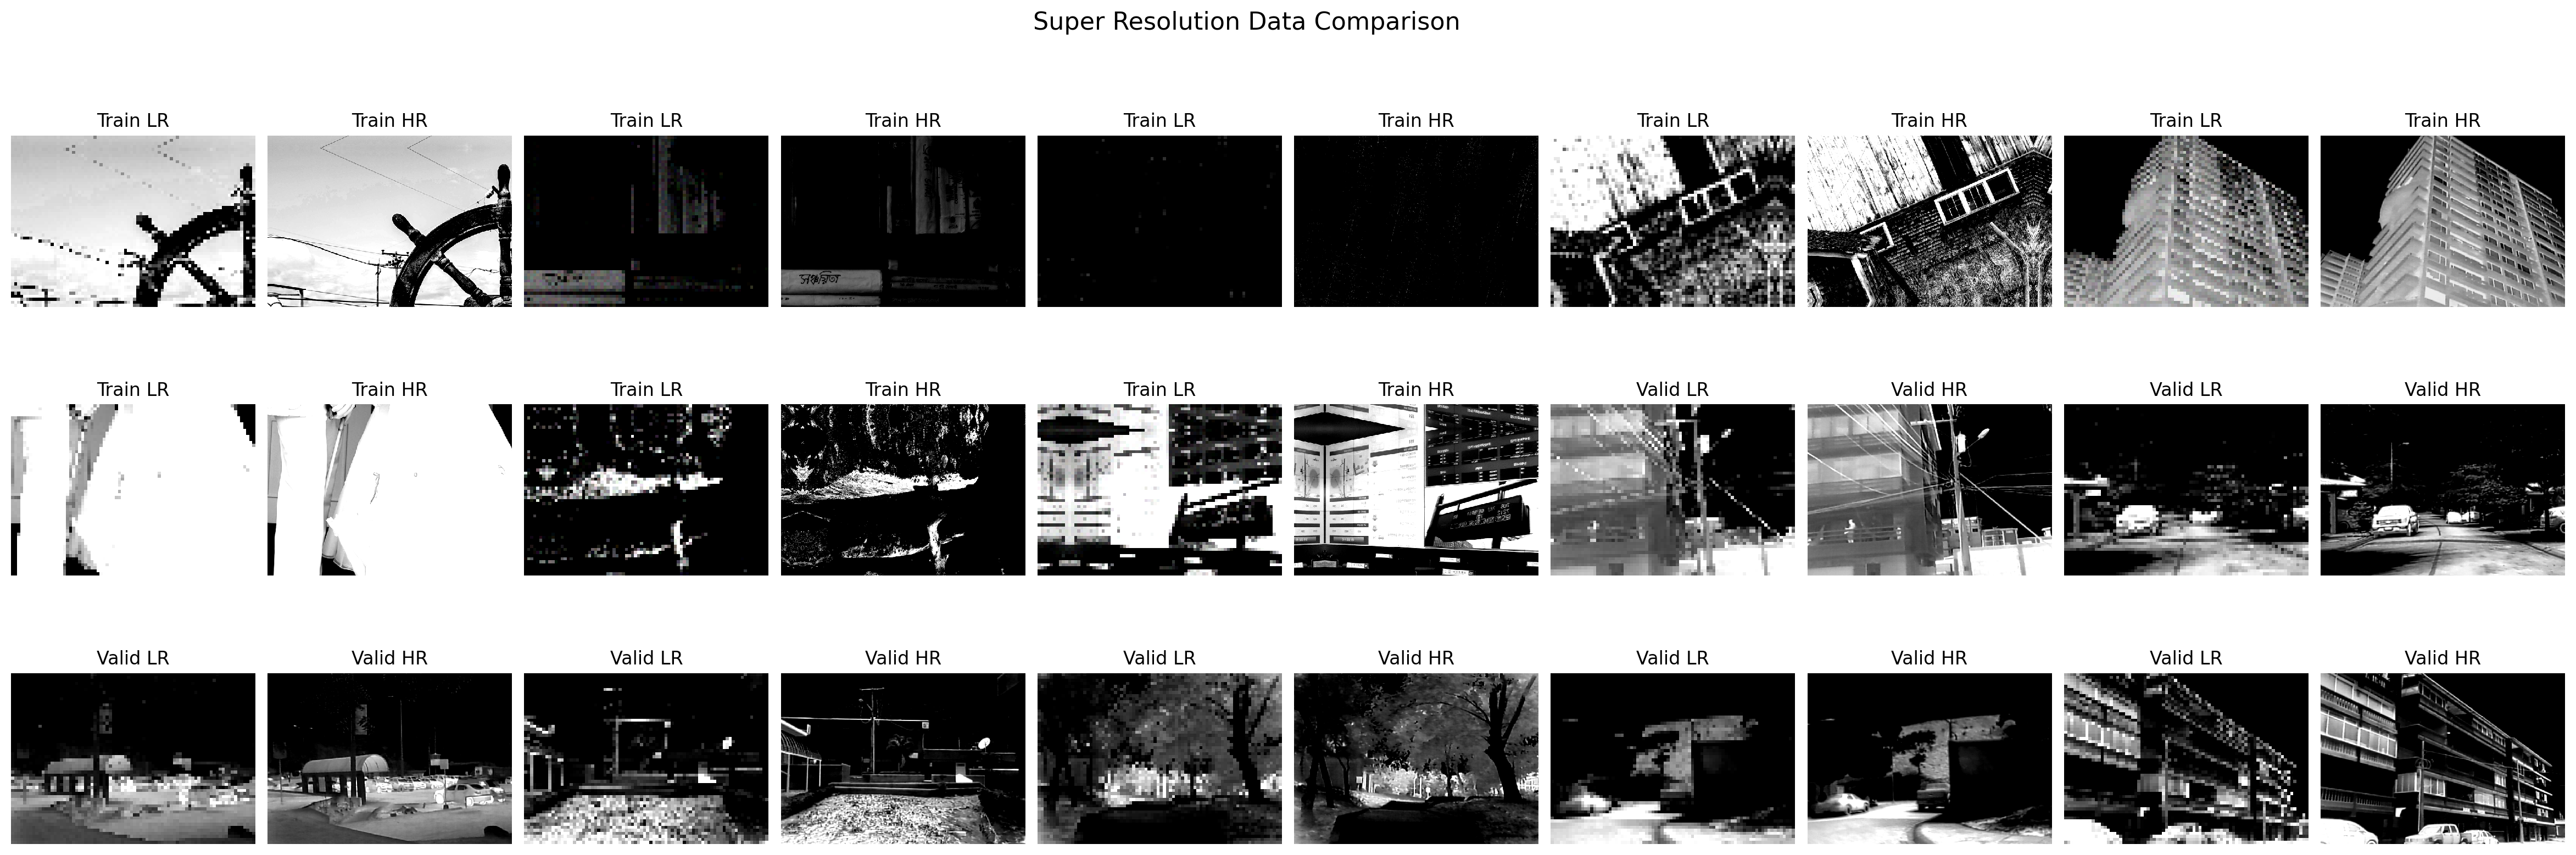 Super Resolution Data Comparison
Train LR Train HR Train LR Train HR Train LR Train HR Train LR Train HR Train LR Train HR
সঞ্চয়িতা
Train LR Train HR Train LR Train HR Train LR Train HR Valid LR Valid HR Valid LR Valid HR
Valid LR Valid HR Valid LR Valid HR Valid LR Valid HR Valid LR Valid HR Valid LR Valid HR